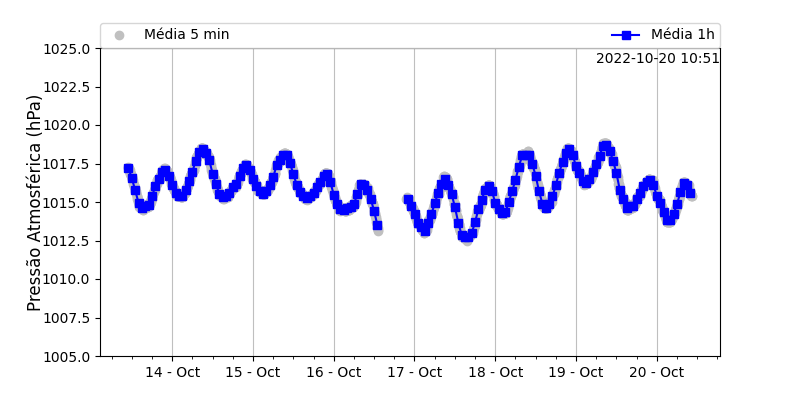 Média 5 min
Média 1h
2022-10-20 10:51
Pressão Atmosférica (hPa)
1025.0
1022.5
1020.0
1017.5
1015.0
1012.5
1010.0
1007.5
1005.0
14 - Oct
15 - Oct
16 - Oct
17 - Oct
18 - Oct
19 - Oct
20 - Oct